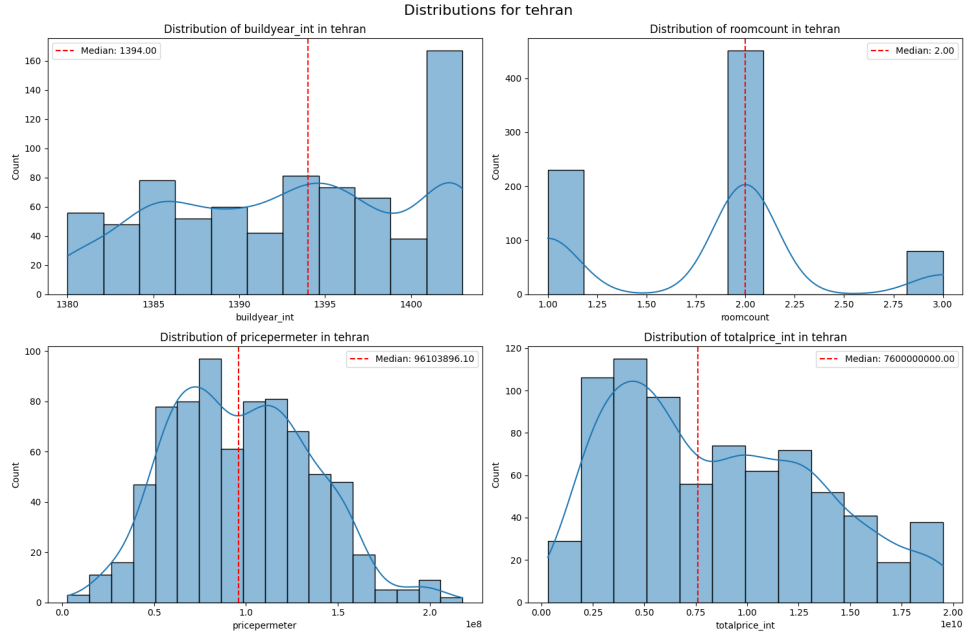 Distributions for tehran
Distribution of buildyear_int in tehran
Median: 1394.00
160
140
120
100
80
60
40
20
0
Count
1380
1385
1390
1395
1400
buildyear_int
Distribution of roomcount in tehran
Median: 2.00
400
300
200
100
0
Count
1.00
1.25
1.50
1.75
2.00
2.25
2.50
2.75
3.00
roomcount
Distribution of pricepermeter in tehran
Median: 96103896.10
100
80
60
40
20
0
Count
0.0
0.5
1.0
1.5
2.0
1e8
pricepermeter
Distribution of totalprice_int in tehran
Median: 7600000000.00
120
100
80
60
40
20
0
Count
0.00
0.25
0.50
0.75
1.00
1.25
1.50
1.75
2.00
1e10
totalprice_int